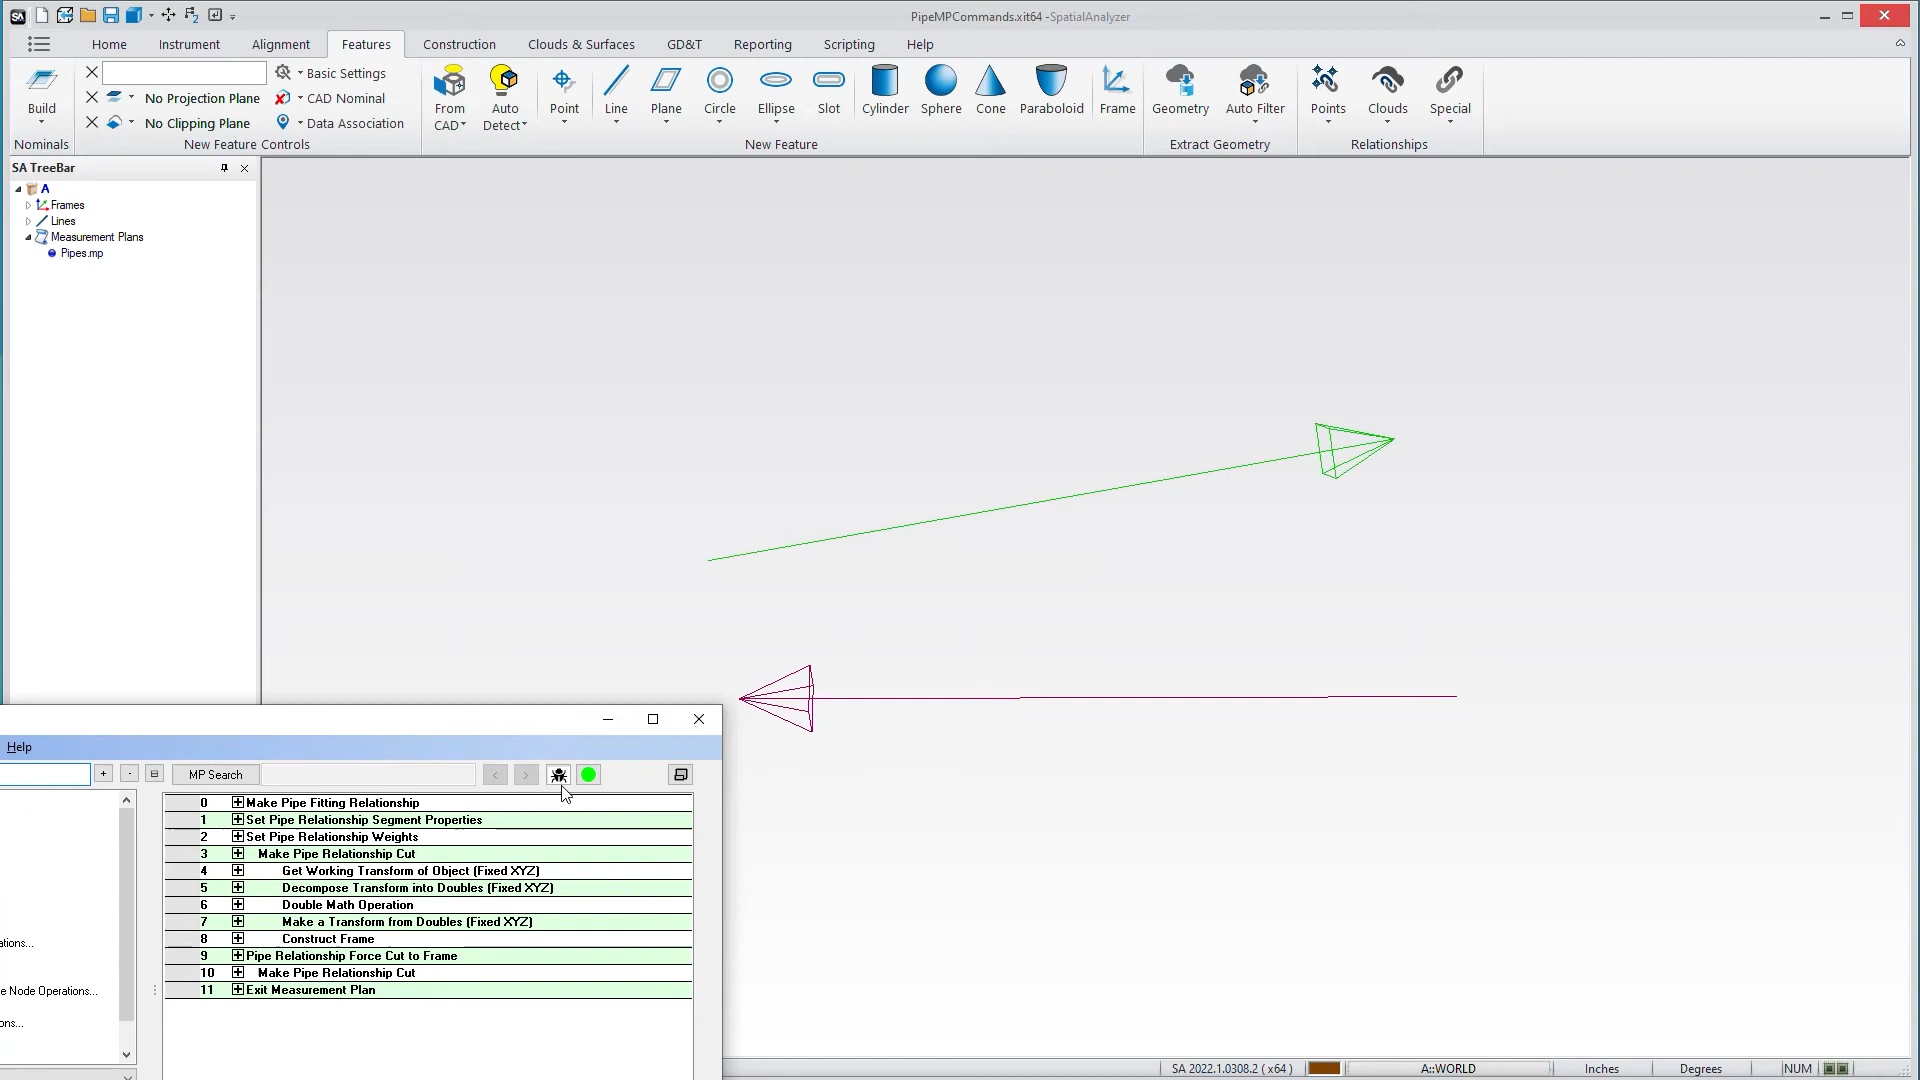 SA
PipeMPCommands.xit64 -SpatialAnalyzer
Home Instrument Alignment Features Construction Clouds & Surfaces GD&T Reporting Scripting Help
Build
Nominals
Basic Settings
No Projection Plane
CAD Nominal
No Clipping Plane
Data Association
New Feature Controls
From CAD
Auto Detect
Point
Line
Plane
Circle
Ellipse
Slot
Cylinder
Sphere
Cone
Paraboloid
Frame
New Feature
Geometry
Auto Filter
Extract Geometry
Points
Clouds
Special
Relationships
SA TreeBar
A
Frames
Lines
Measurement Plans
Pipes.mp
Help
MP Search
0 Make Pipe Fitting Relationship
1 Set Pipe Relationship Segment Properties
2 Set Pipe Relationship Weights
3 Make Pipe Relationship Cut
4 Get Working Transform of Object (Fixed XYZ)
5 Decompose Transform into Doubles (Fixed XYZ)
6 Double Math Operation
7 Make a Transform from Doubles (Fixed XYZ)
8 Construct Frame
9 Pipe Relationship Force Cut to Frame
10 Make Pipe Relationship Cut
11 Exit Measurement Plan
ations...
e Node Operations...
ons...
SA 2022.1.0308.2 ( x64 )
A::WORLD
Inches
Degrees
NUM